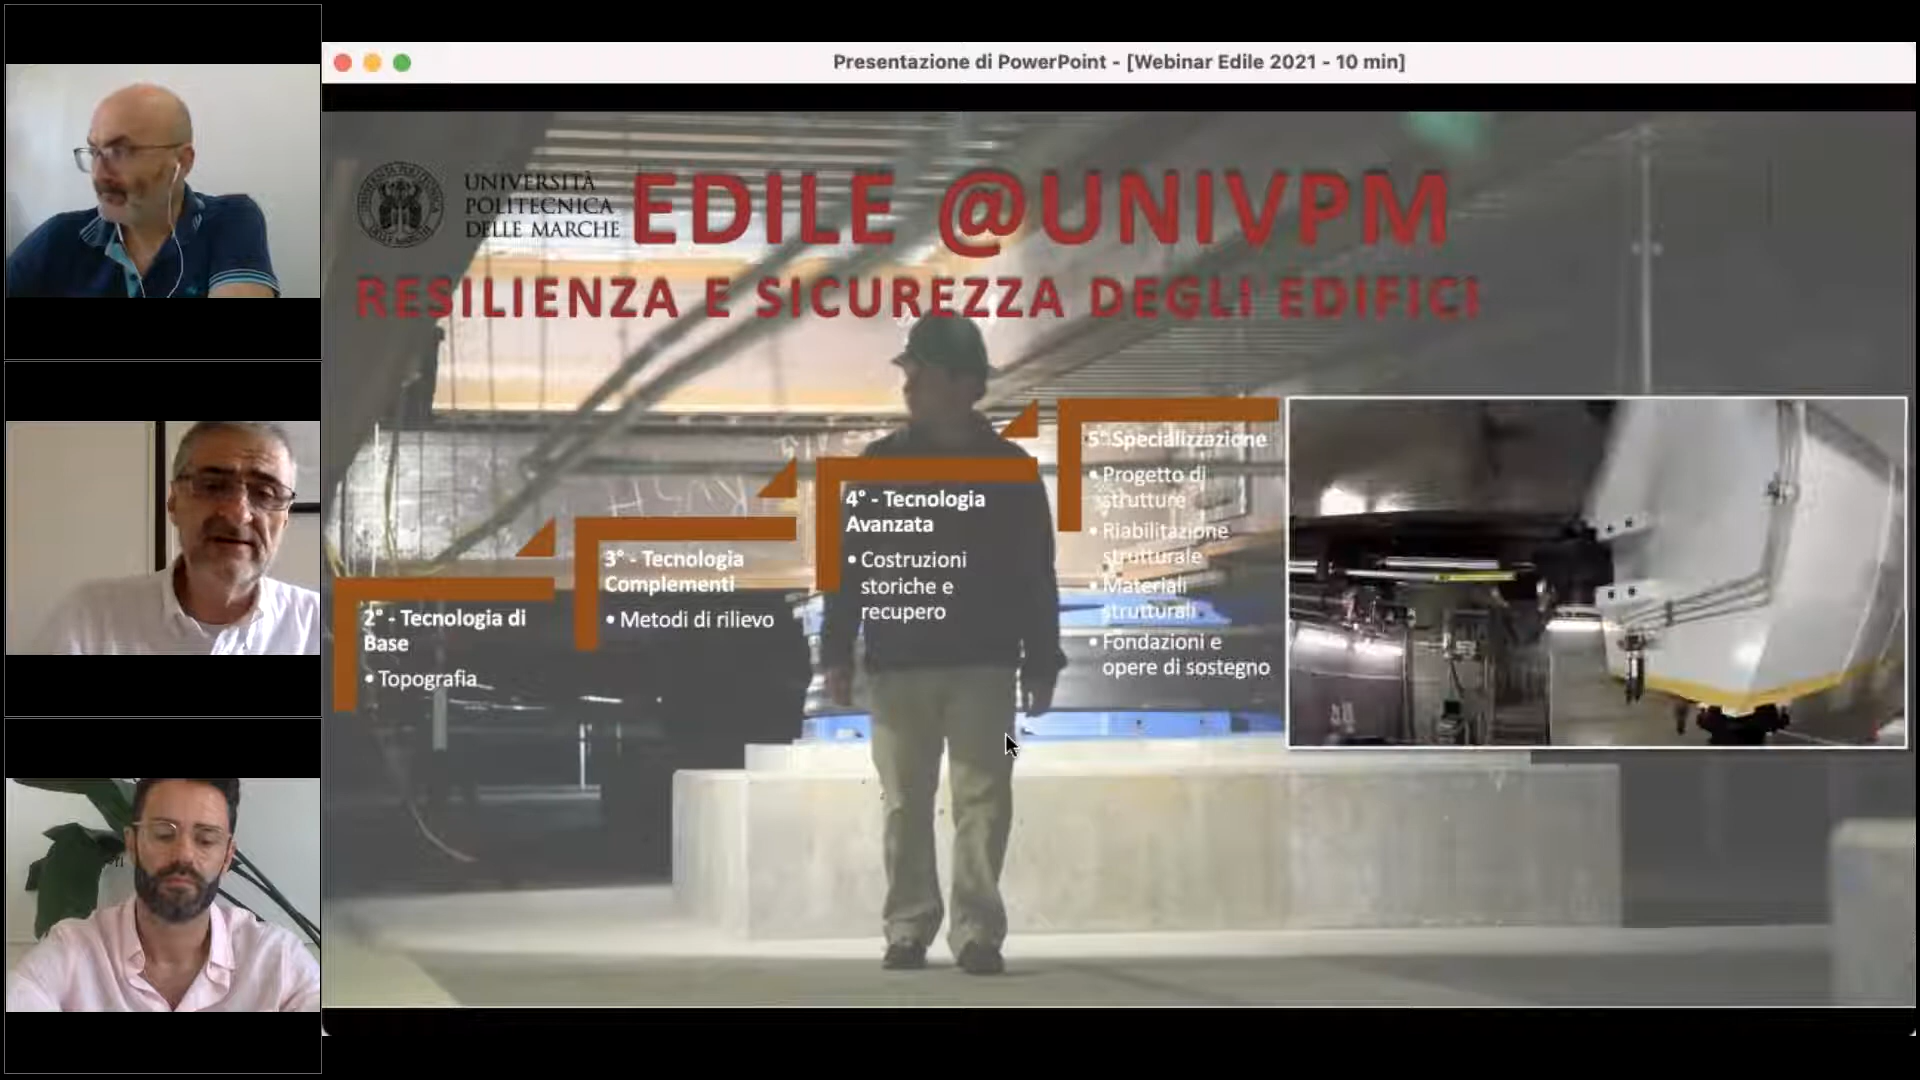 Presentazione di PowerPoint - [Webinar Edile 2021 - 10 min]
UNIVERSITÀ
POLITECNICA
DELLE MARCHE
EDILE @UNIVPM
RESILIENZA E SICUREZZA DEGLI EDIFICI
2° - Tecnologia di
Base
• Topografia
3° - Tecnologia
Complementi
• Metodi di rilievo
4° - Tecnologia
Avanzata
• Costruzioni
storiche e
recupero
5° Specializzazione
• Progetto di
strutture
• Riabilitazione
strutturale
• Materiali
strutturali
• Fondazioni e
opere di sostegno